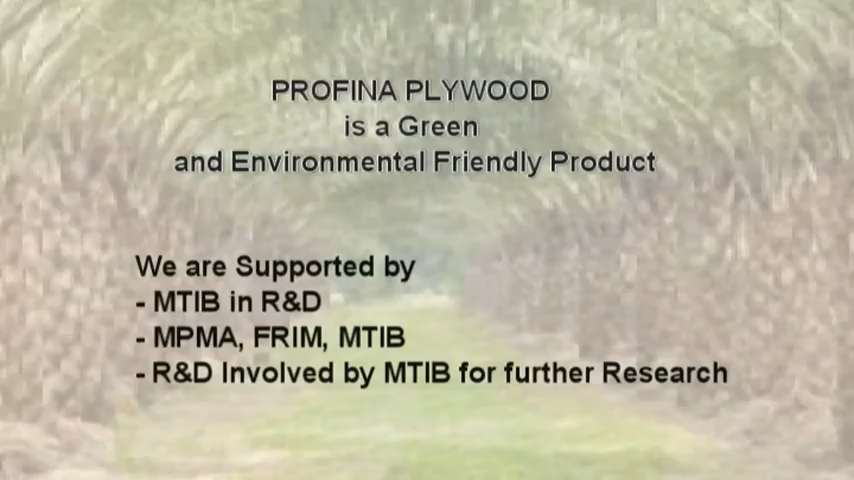 PROFINA PLYWOOD
is a Green
and Environmental Friendly Product
We are Supported by
- MTIB in R&D
- MPMA, FRIM, MTIB
- R&D Involved by MTIB for further Research